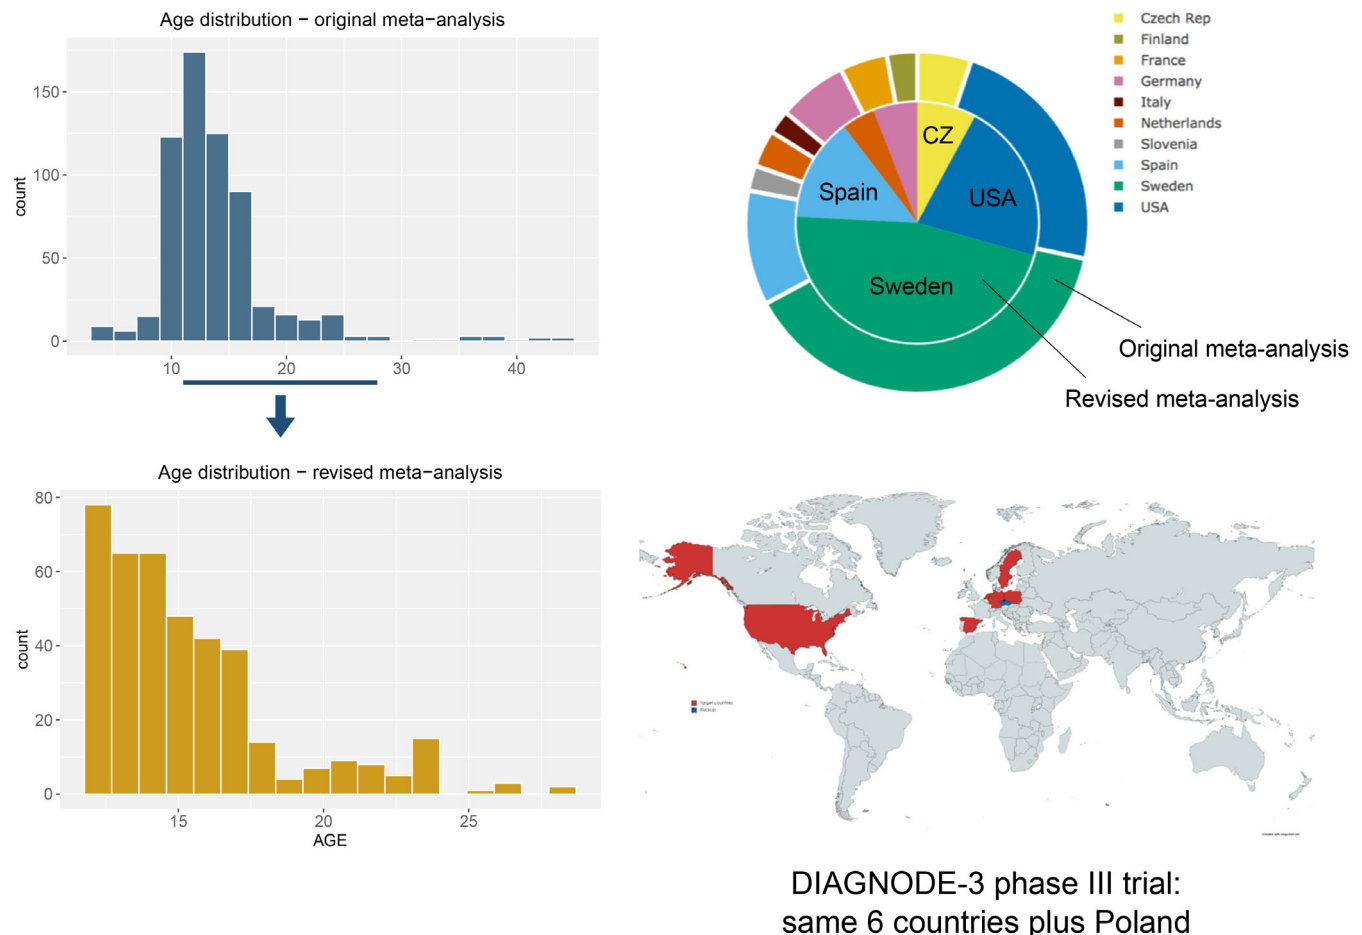 Age distribution − original meta−analysis
count
150
100
50
0
10
20
30
40
Age distribution − revised meta−analysis
count
80
60
40
20
0
15
20
25
AGE
Czech Rep
Finland
France
Germany
Italy
Netherlands
Slovenia
Spain
Sweden
USA
CZ
USA
Spain
Sweden
Original meta-analysis
Revised meta-analysis
Target countries
Backup
DIAGNODE-3 phase III trial:
same 6 countries plus Poland